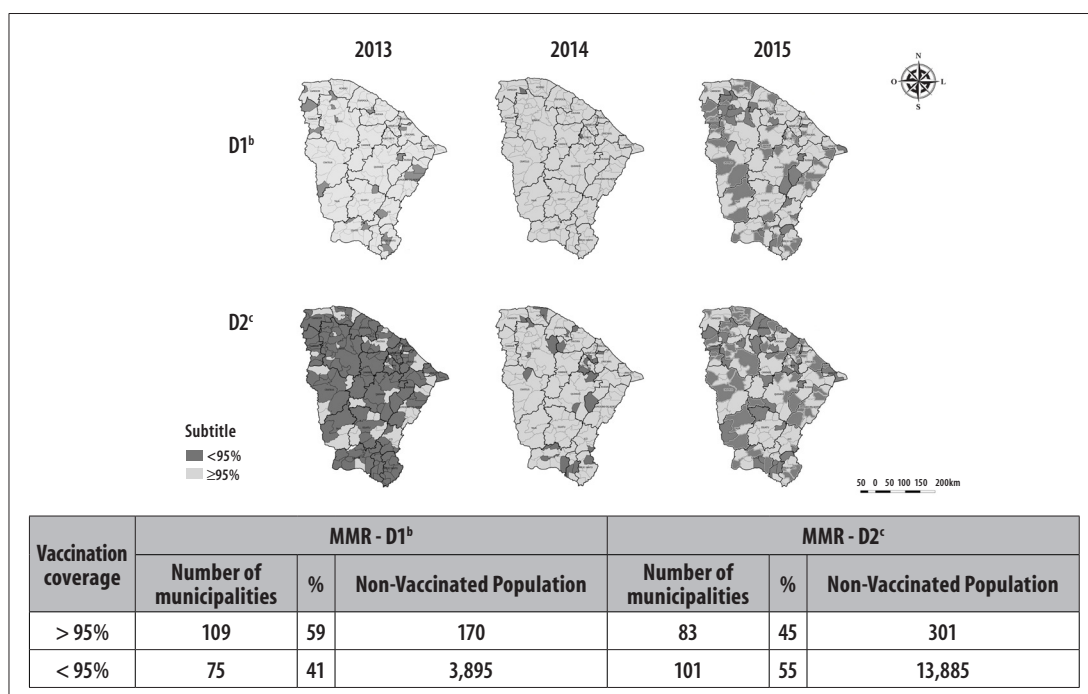 2013 2014 2015
N
O L
S
D1ᵇ
D2ᶜ
Subtitle
<95%
≥95%
50 0 50 100 150 200km
Vaccination coverage MMR - D1ᵇ MMR - D2ᶜ
Number of municipalities % Non-Vaccinated Population Number of municipalities % Non-Vaccinated Population
> 95% 109 59 170 83 45 301
< 95% 75 41 3,895 101 55 13,885